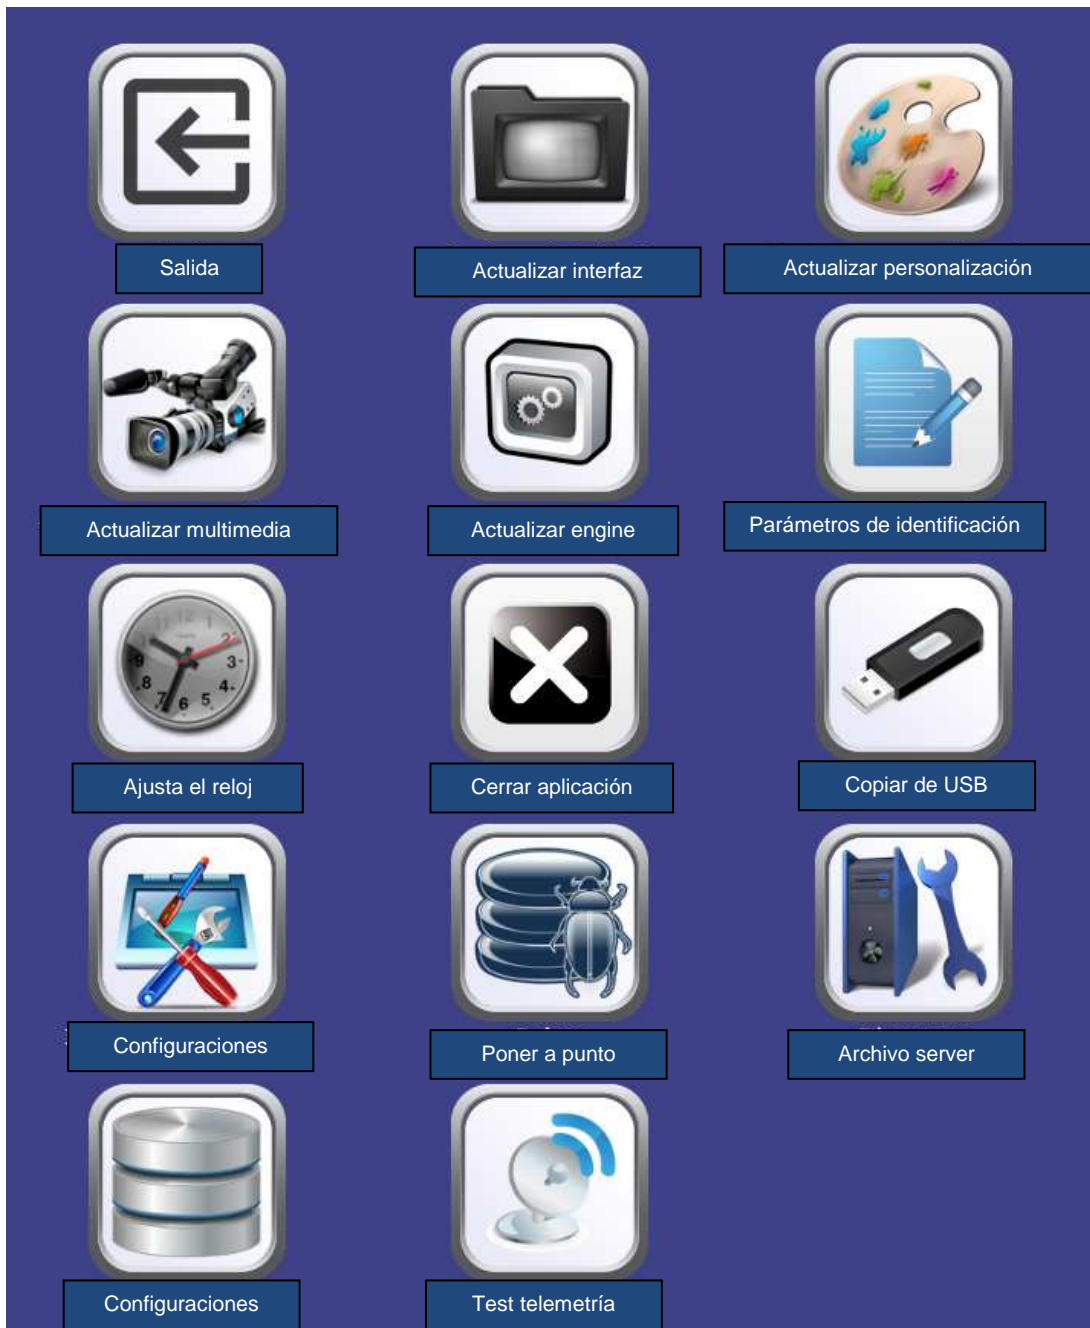 Salida
Actualizar interfaz
Actualizar personalización
Actualizar multimedia
Actualizar engine
Parámetros de identificación
Ajusta el reloj
Cerrar aplicación
Copiar de USB
Configuraciones
Poner a punto
Archivo server
Configuraciones
Test telemetría